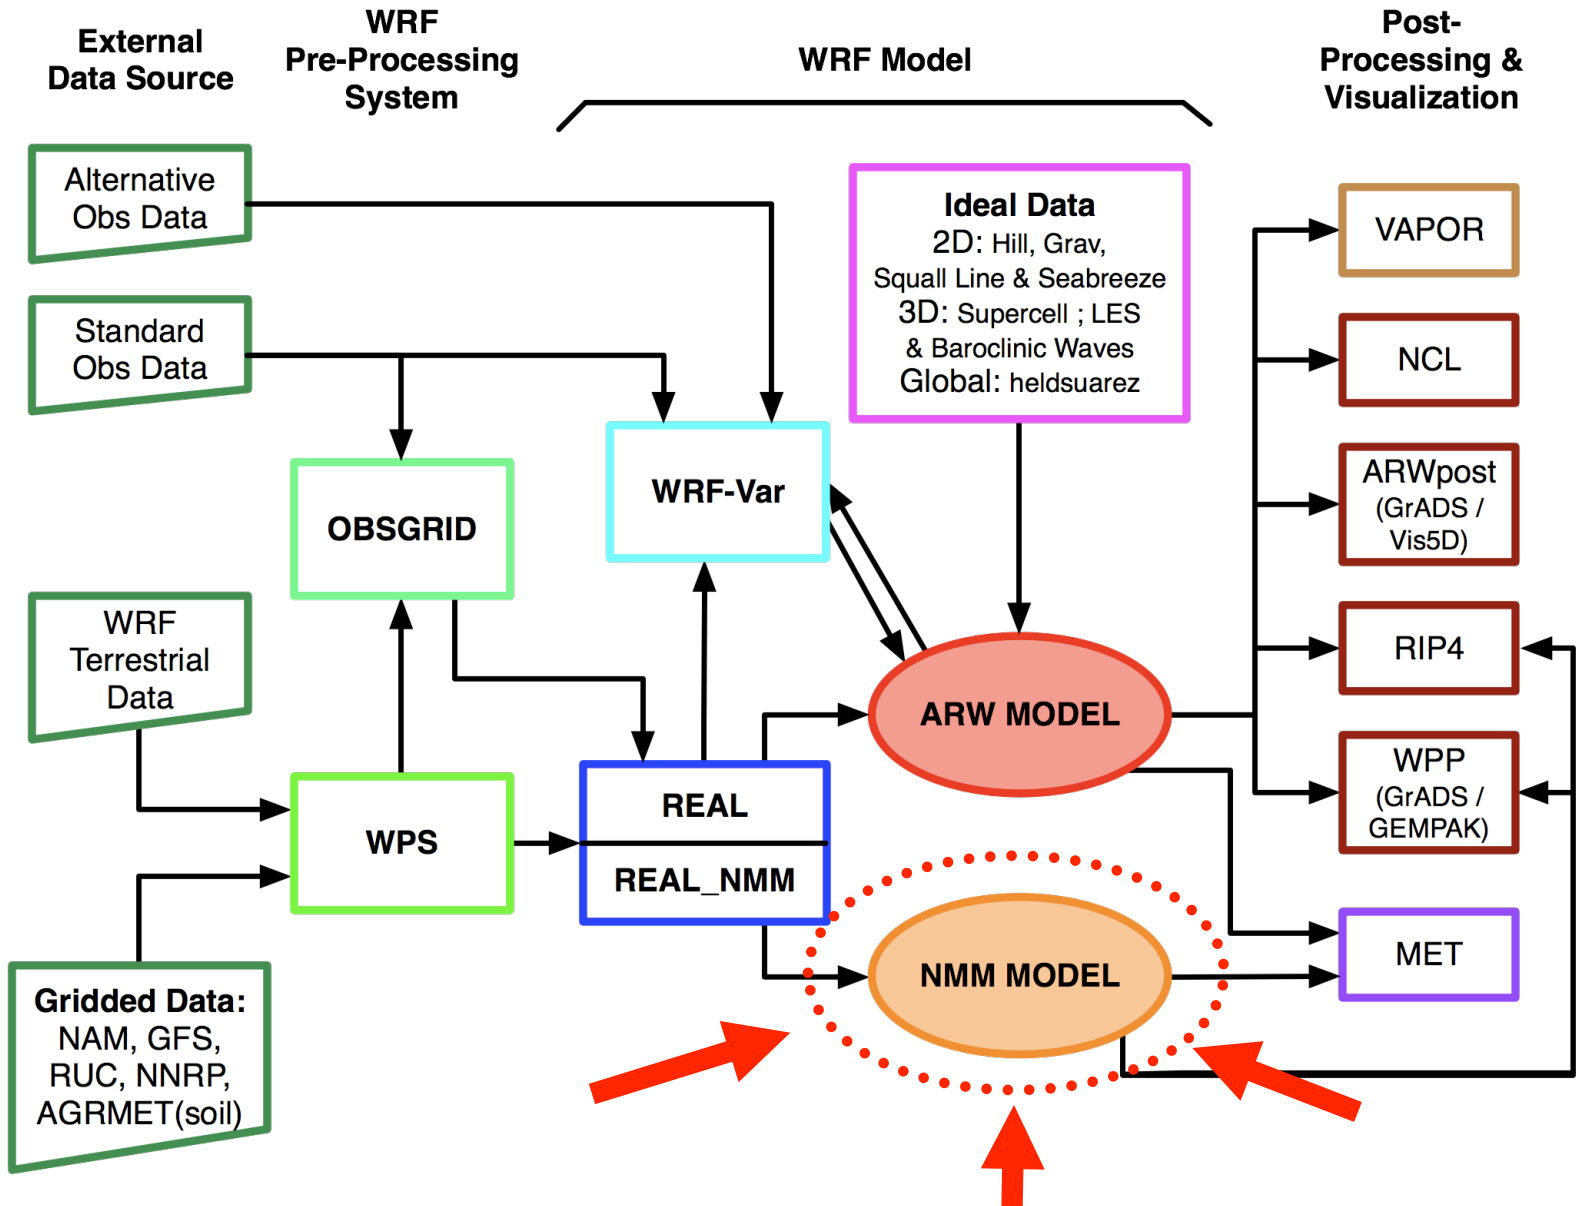 External
Data Source
WRF
Pre-Processing
System
WRF Model
Post-
Processing &
Visualization
Alternative
Obs Data
Standard
Obs Data
WRF
Terrestrial
Data
Gridded Data:
NAM, GFS,
RUC, NNRP,
AGRMET(soil)
OBSGRID
WPS
WRF-Var
REAL
REAL_NMM
Ideal Data
2D: Hill, Grav,
Squall Line & Seabreeze
3D: Supercell ; LES
& Baroclinic Waves
Global: heldsuarez
ARW MODEL
NMM MODEL
VAPOR
NCL
ARWpost
(GrADS /
Vis5D)
RIP4
WPP
(GrADS /
GEMPAK)
MET